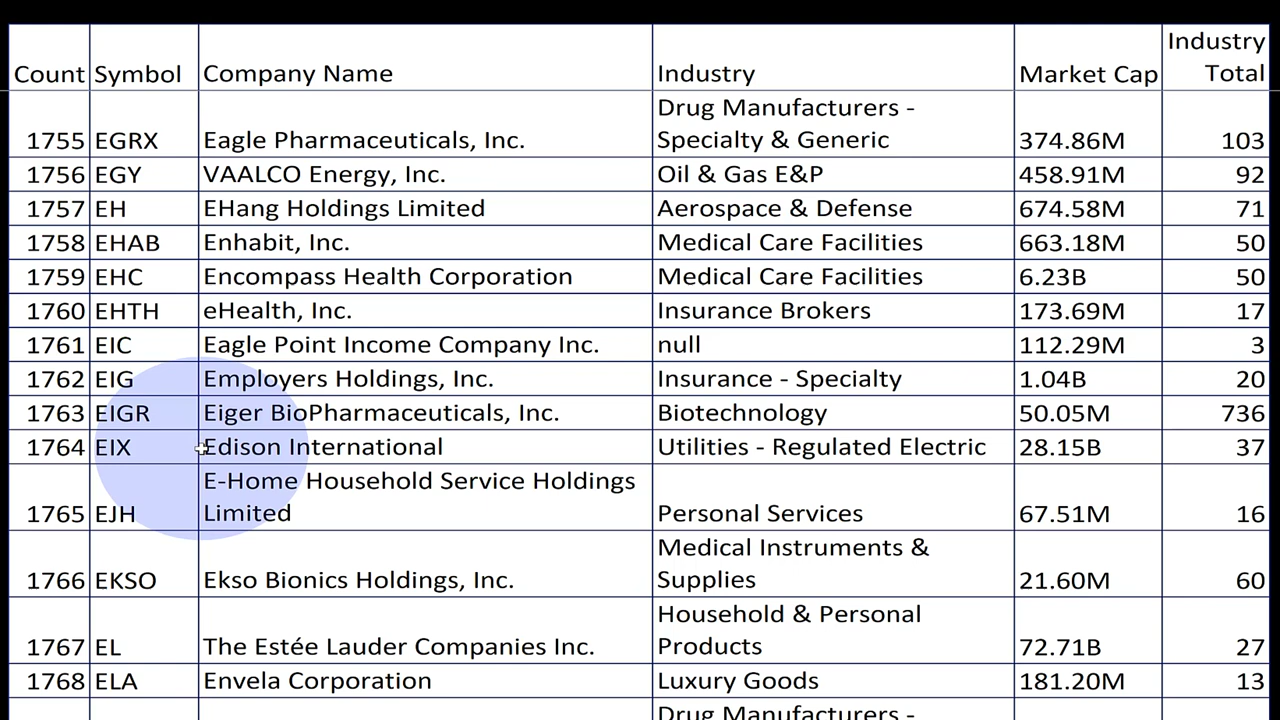 Count Symbol Company Name Industry Market Cap Industry Total
1755 EGRX Eagle Pharmaceuticals, Inc. Drug Manufacturers - Specialty & Generic 374.86M 103
1756 EGY VAALCO Energy, Inc. Oil & Gas E&P 458.91M 92
1757 EH EHang Holdings Limited Aerospace & Defense 674.58M 71
1758 EHAB Enhabit, Inc. Medical Care Facilities 663.18M 50
1759 EHC Encompass Health Corporation Medical Care Facilities 6.23B 50
1760 EHTH eHealth, Inc. Insurance Brokers 173.69M 17
1761 EIC Eagle Point Income Company Inc. null 112.29M 3
1762 EIG Employers Holdings, Inc. Insurance - Specialty 1.04B 20
1763 EIGR Eiger BioPharmaceuticals, Inc. Biotechnology 50.05M 736
1764 EIX Edison International Utilities - Regulated Electric 28.15B 37
1765 EJH E-Home Household Service Holdings Limited Personal Services 67.51M 16
1766 EKSO Ekso Bionics Holdings, Inc. Medical Instruments & Supplies 21.60M 60
1767 EL The Estée Lauder Companies Inc. Household & Personal Products 72.71B 27
1768 ELA Envela Corporation Luxury Goods 181.20M 13
Drug Manufacturers -